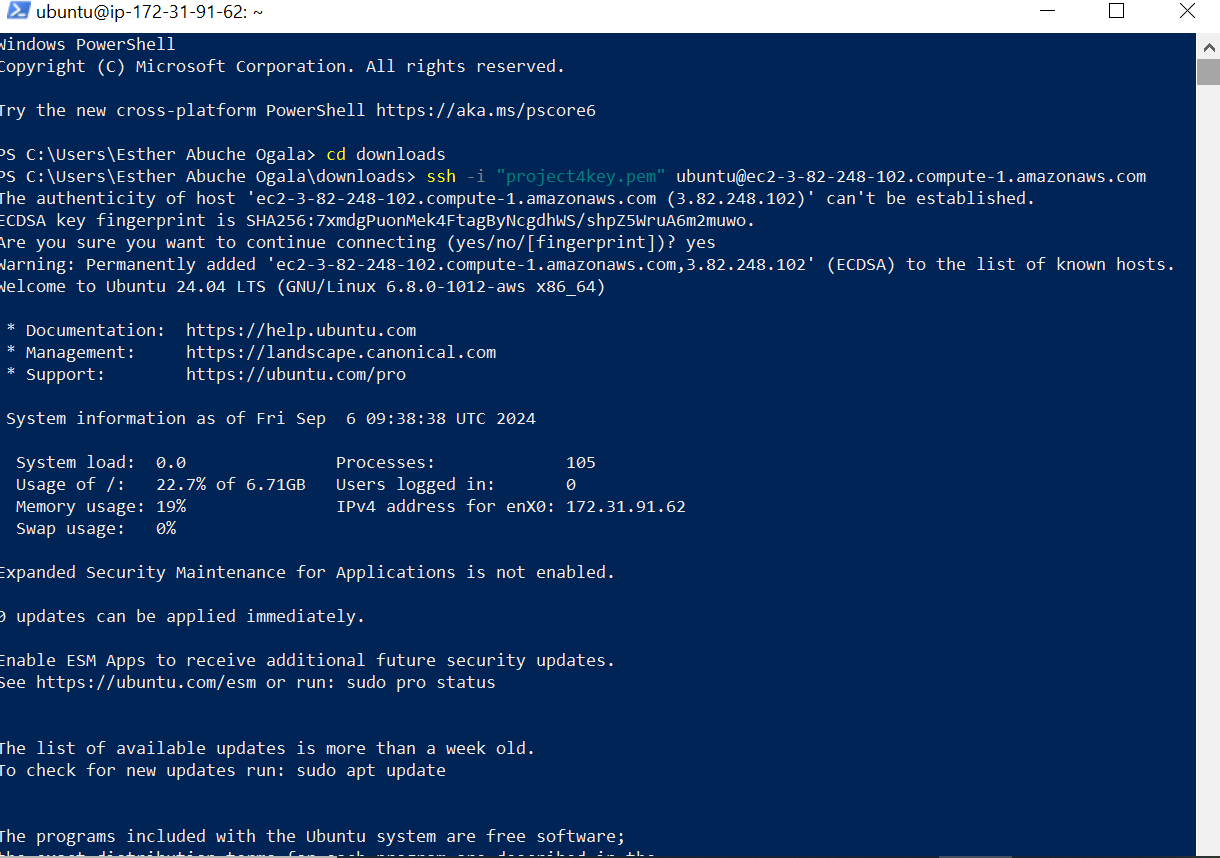 ubuntu@ip-172-31-91-62: ~
Windows PowerShell
Copyright (C) Microsoft Corporation. All rights reserved.
Try the new cross-platform PowerShell https://aka.ms/pscore6
PS C:\Users\Esther Abuche Ogala> cd downloads
PS C:\Users\Esther Abuche Ogala\downloads> ssh -i "project4key.pem" ubuntu@ec2-3-82-248-102.compute-1.amazonaws.com
The authenticity of host 'ec2-3-82-248-102.compute-1.amazonaws.com (3.82.248.102)' can't be established.
ECDSA key fingerprint is SHA256:7xmdgPuonMek4FtagByNcgdhWS/shpZ5WruA6m2muwo.
Are you sure you want to continue connecting (yes/no/[fingerprint])? yes
Warning: Permanently added 'ec2-3-82-248-102.compute-1.amazonaws.com,3.82.248.102' (ECDSA) to the list of known hosts.
Welcome to Ubuntu 24.04 LTS (GNU/Linux 6.8.0-1012-aws x86_64)
* Documentation:  https://help.ubuntu.com
* Management:     https://landscape.canonical.com
* Support:        https://ubuntu.com/pro
System information as of Fri Sep  6 09:38:38 UTC 2024
System load:  0.0               Processes:             105
Usage of /:   22.7% of 6.71GB   Users logged in:       0
Memory usage: 19%               IPv4 address for enX0: 172.31.91.62
Swap usage:   0%
Expanded Security Maintenance for Applications is not enabled.
0 updates can be applied immediately.
Enable ESM Apps to receive additional future security updates.
See https://ubuntu.com/esm or run: sudo pro status
The list of available updates is more than a week old.
To check for new updates run: sudo apt update
The programs included with the Ubuntu system are free software;
the exact distribution terms for each program are described in the